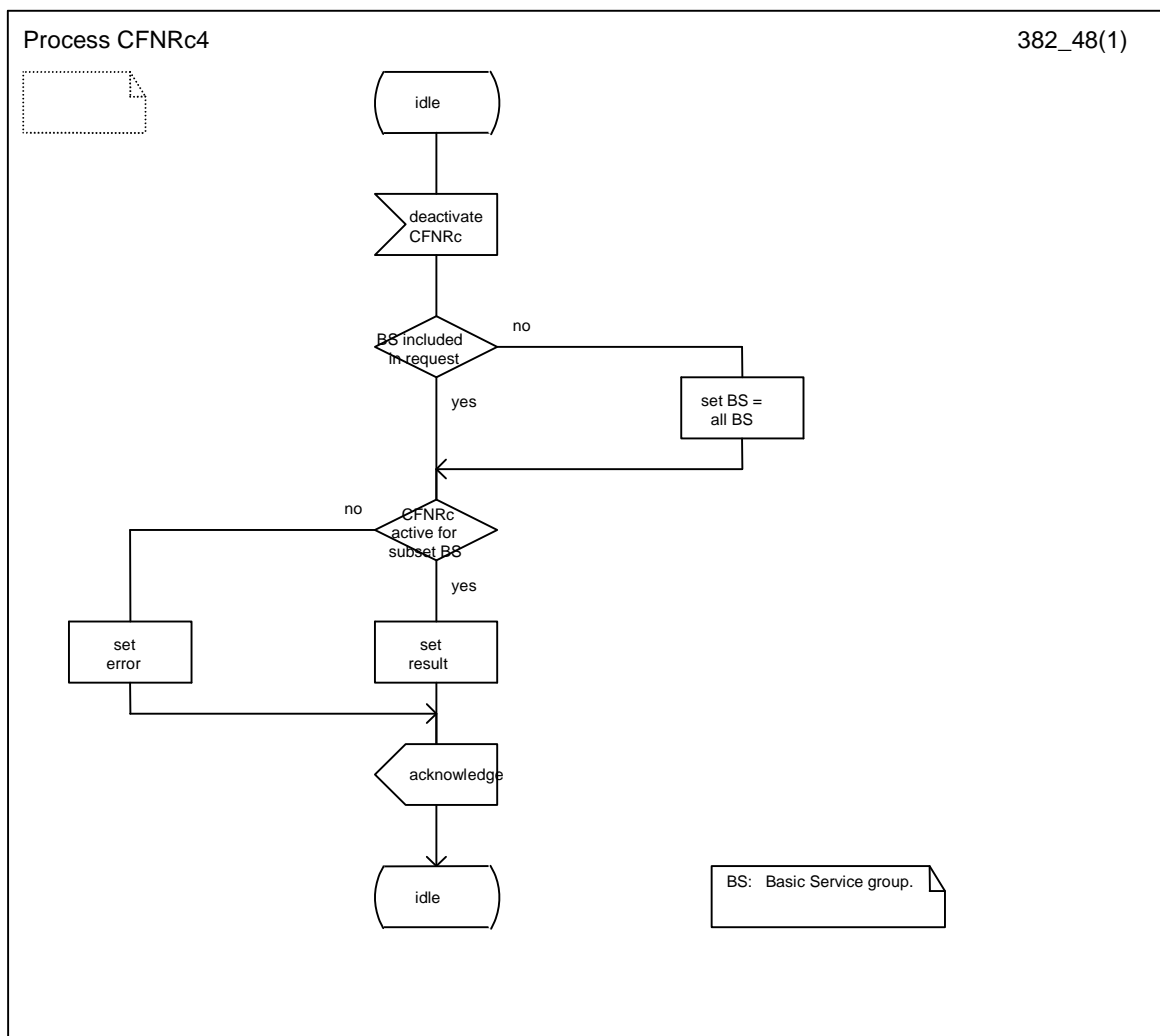 Process CFNRc4
382_48(1)
idle
deactivate
CFNRc
BS included
in request
no
yes
set BS =
all BS
no
CFNRc
active for
subset BS
yes
set
error
set
result
acknowledge
idle
BS: Basic Service group.